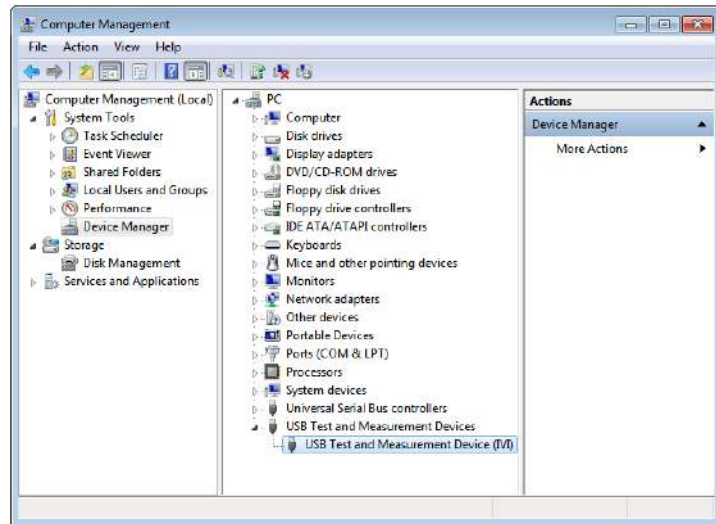 Computer Management
File Action View Help
Computer Management (Local)
System Tools
Task Scheduler
Event Viewer
Shared Folders
Local Users and Groups
Performance
Device Manager
Storage
Disk Management
Services and Applications
PC
Computer
Disk drives
Display adapters
DVD/CD-ROM drives
Floppy disk drives
Floppy drive controllers
IDE ATA/ATAPI controllers
Keyboards
Mice and other pointing devices
Monitors
Network adapters
Other devices
Portable Devices
Ports (COM & LPT)
Processors
System devices
Universal Serial Bus controllers
USB Test and Measurement Devices
USB Test and Measurement Device (IVI)
Actions
Device Manager
More Actions